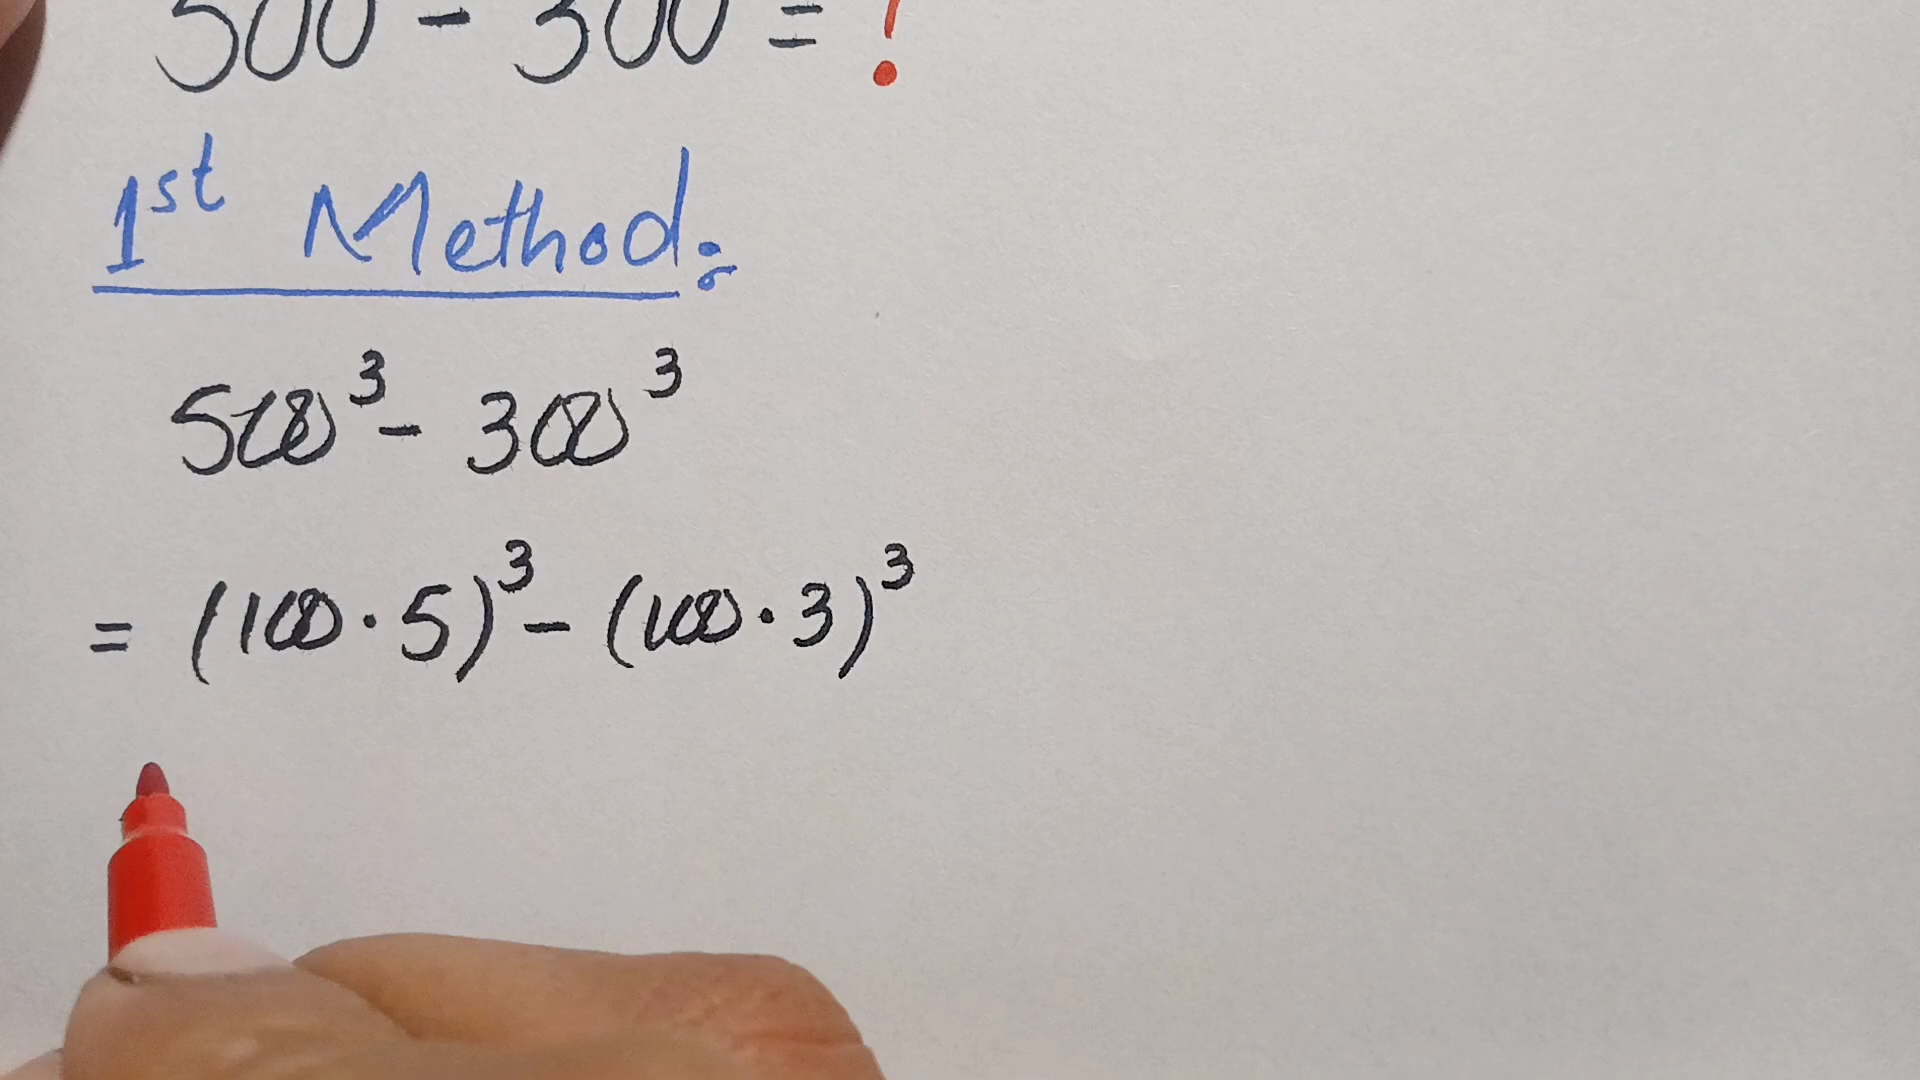 500 - 300 = !
1st Method:
500³ - 300³
= (100 · 5)³ - (100 · 3)³